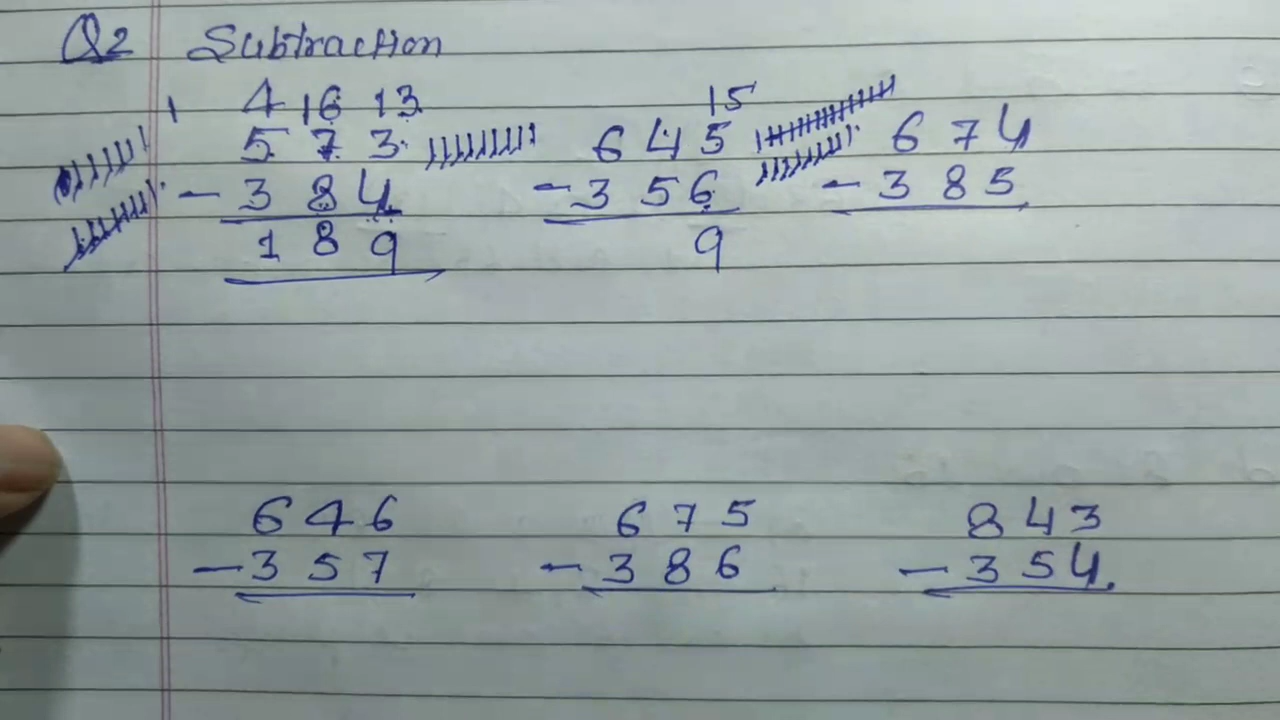 Q2 Subtraction
4 16 13 15
5 7 3 6 4 5 6 7 4
- 3 8 4 - 3 5 6 - 3 8 5
1 8 9 9
6 4 6 6 7 5 8 4 3
- 3 5 7 - 3 8 6 - 3 5 4